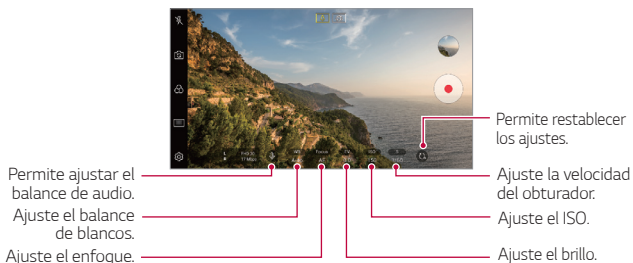 Permite restablecer
los ajustes.
Permite ajustar el
balance de audio.
Ajuste el balance
de blancos.
Ajuste el enfoque.
Ajuste la velocidad
del obturador.
Ajuste el ISO.
Ajuste el brillo.
Focus